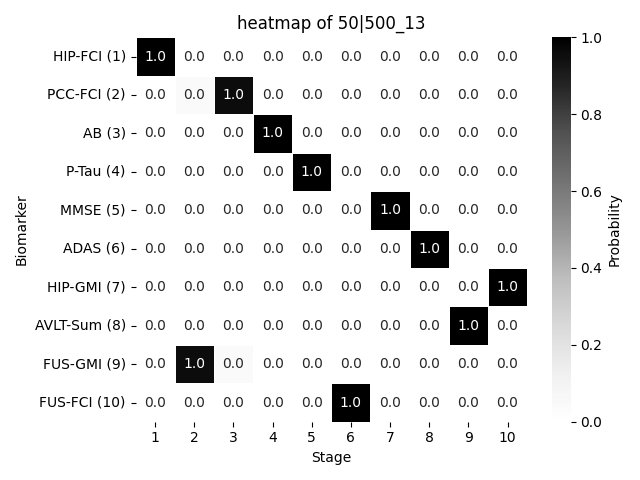 heatmap of 50|500_13
HIP-FCI (1) 1.0 0.0 0.0 0.0 0.0 0.0 0.0 0.0 0.0 0.0
PCC-FCI (2) 0.0 0.0 1.0 0.0 0.0 0.0 0.0 0.0 0.0 0.0
AB (3) 0.0 0.0 0.0 1.0 0.0 0.0 0.0 0.0 0.0 0.0
P-Tau (4) 0.0 0.0 0.0 0.0 1.0 0.0 0.0 0.0 0.0 0.0
MMSE (5) 0.0 0.0 0.0 0.0 0.0 0.0 1.0 0.0 0.0 0.0
ADAS (6) 0.0 0.0 0.0 0.0 0.0 0.0 0.0 1.0 0.0 0.0
HIP-GMI (7) 0.0 0.0 0.0 0.0 0.0 0.0 0.0 0.0 0.0 1.0
AVLT-Sum (8) 0.0 0.0 0.0 0.0 0.0 0.0 0.0 0.0 1.0 0.0
FUS-GMI (9) 0.0 1.0 0.0 0.0 0.0 0.0 0.0 0.0 0.0 0.0
FUS-FCI (10) 0.0 0.0 0.0 0.0 0.0 1.0 0.0 0.0 0.0 0.0
1 2 3 4 5 6 7 8 9 10
Stage
Biomarker
1.0
0.8
0.6
0.4
0.2
0.0
Probability